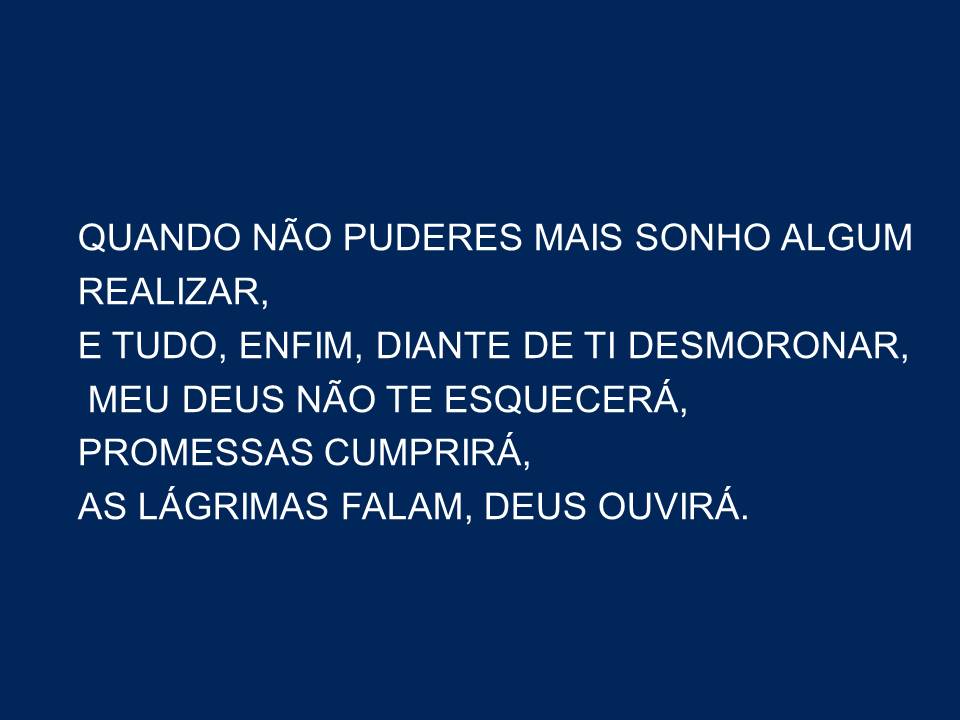 QUANDO NÃO PUDERES MAIS SONHO ALGUM
REALIZAR,
E TUDO, ENFIM, DIANTE DE TI DESMORONAR,
MEU DEUS NÃO TE ESQUECERÁ,
PROMESSAS CUMPRIRÁ,
AS LÁGRIMAS FALAM, DEUS OUVIRÁ.